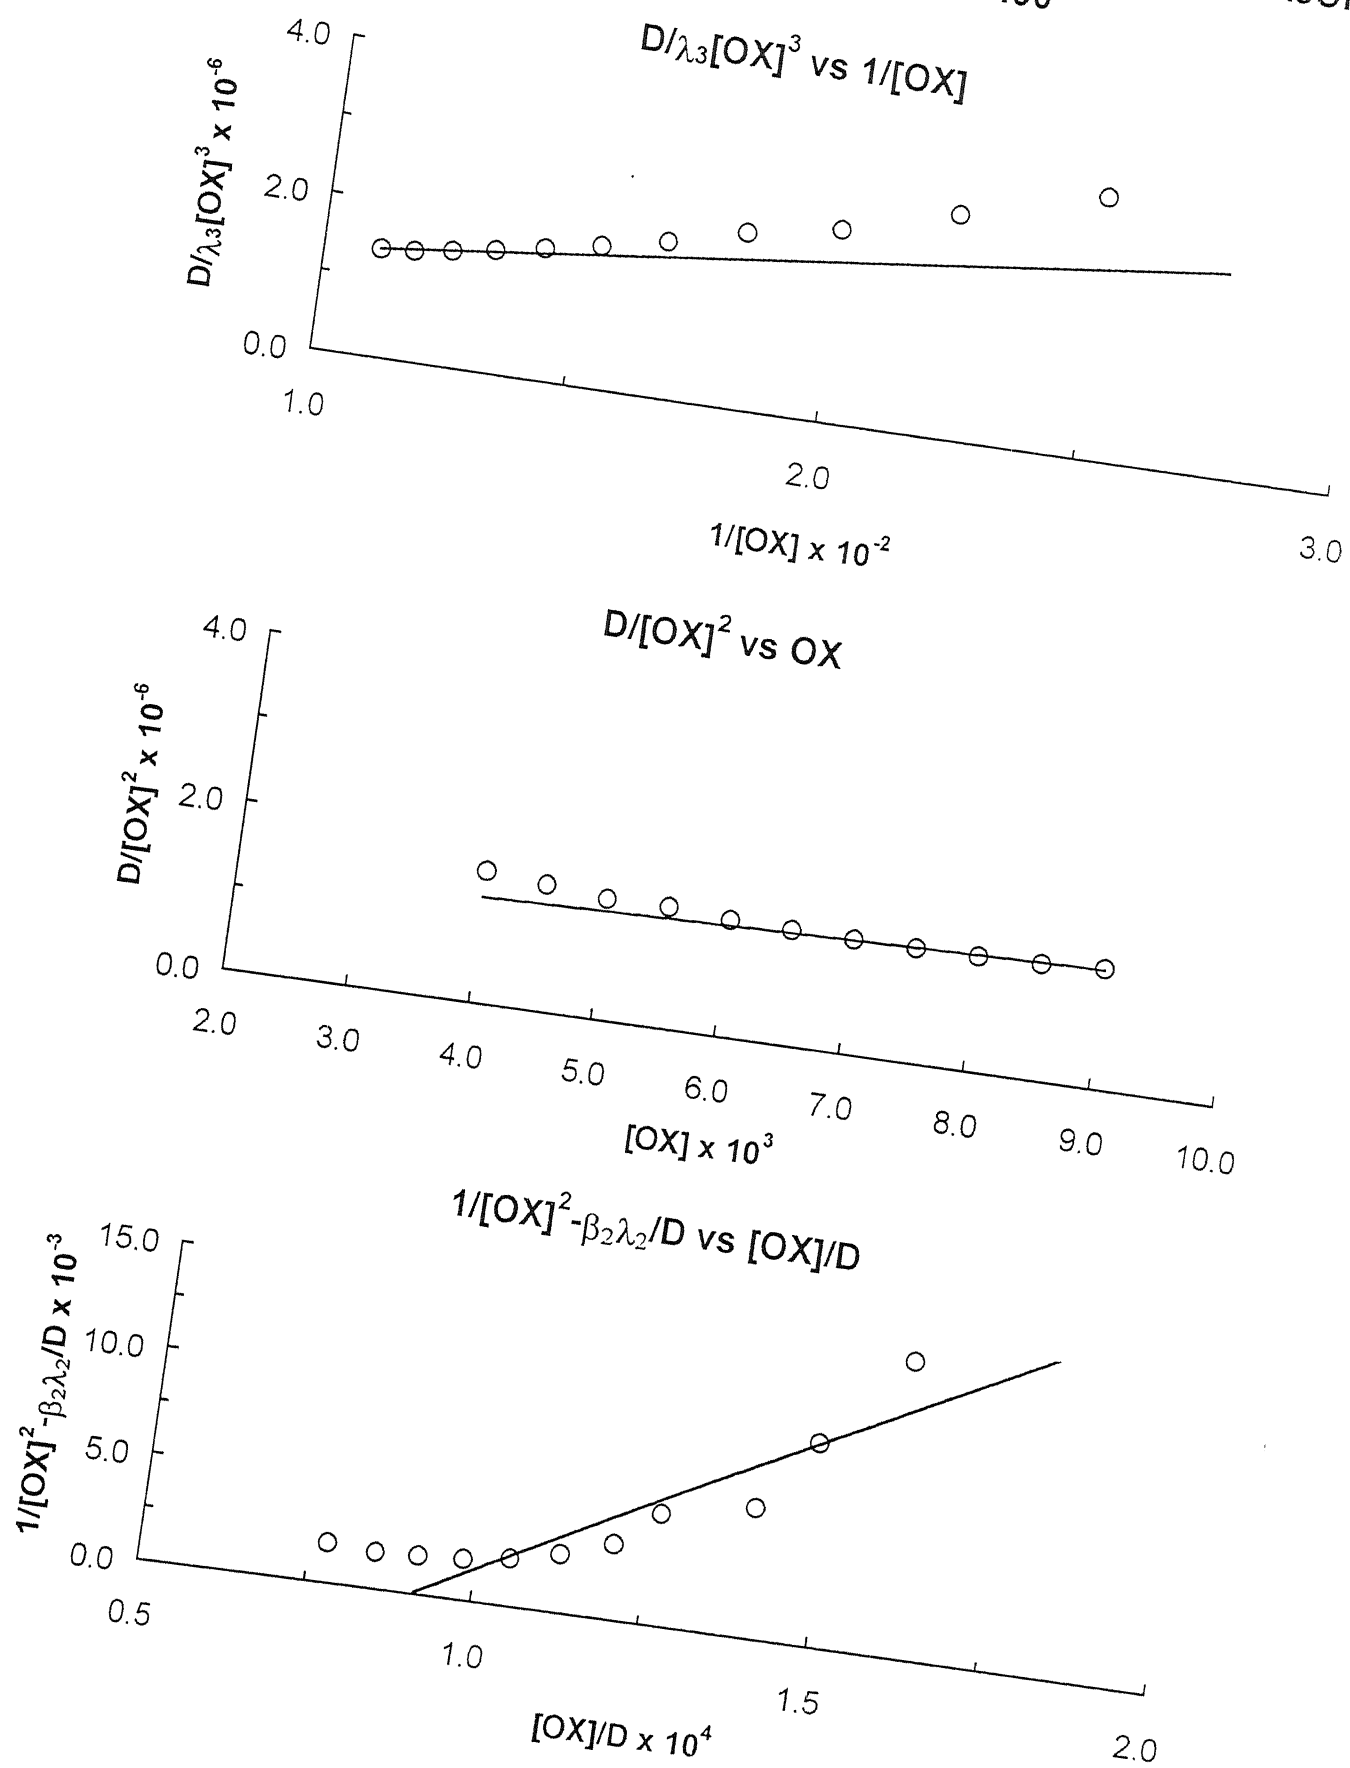 D/λ₃[OX]³ vs 1/[OX]
D/λ₃[OX]³ x 10⁻⁶
4.0
2.0
0.0
1.0
2.0
3.0
1/[OX] x 10⁻²
D/[OX]² vs OX
D/[OX]² x 10⁻⁶
4.0
2.0
0.0
2.0
3.0
4.0
5.0
6.0
7.0
8.0
9.0
10.0
[OX] x 10³
1/[OX]²-β₂λ₂/D vs [OX]/D
1/[OX]²-β₂λ₂/D x 10⁻³
15.0
10.0
5.0
0.0
0.5
1.0
1.5
2.0
[OX]/D x 10⁴